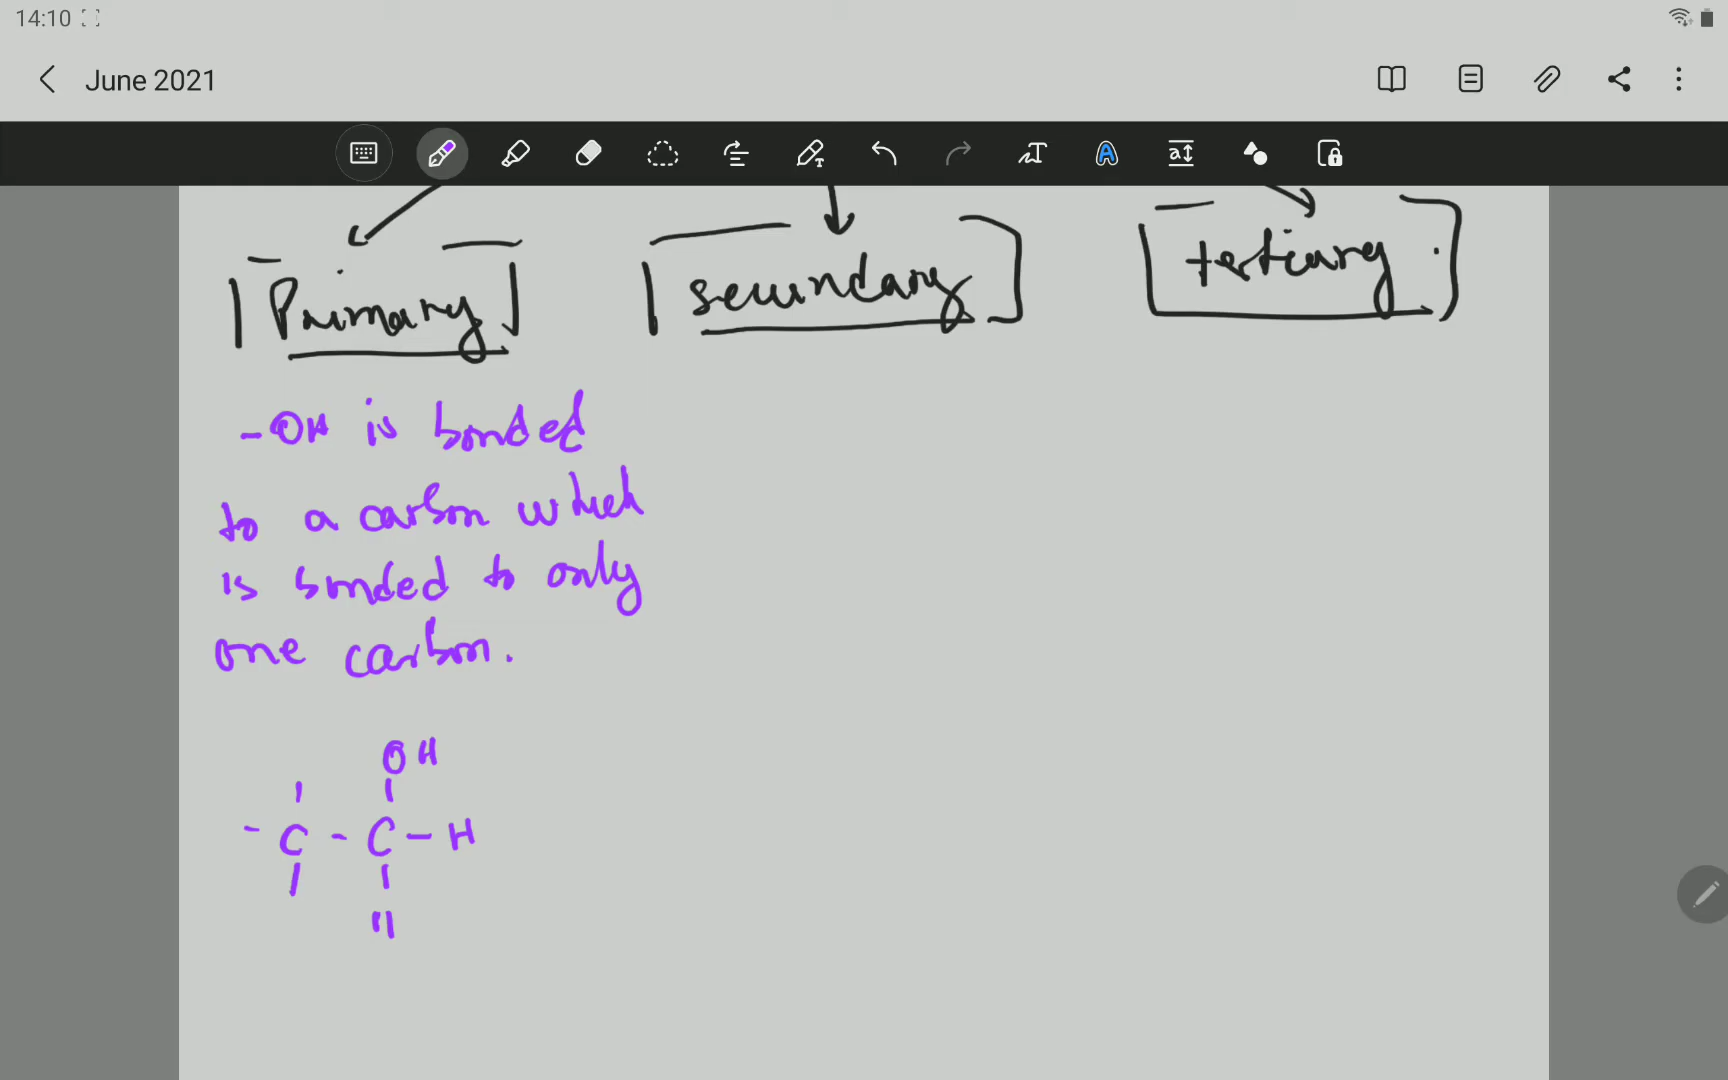 14:10
June 2021
Primary secondary tertiary
-OH is bonded
to a carbon which
is bonded to only
one carbon.
OH
- C - C - H